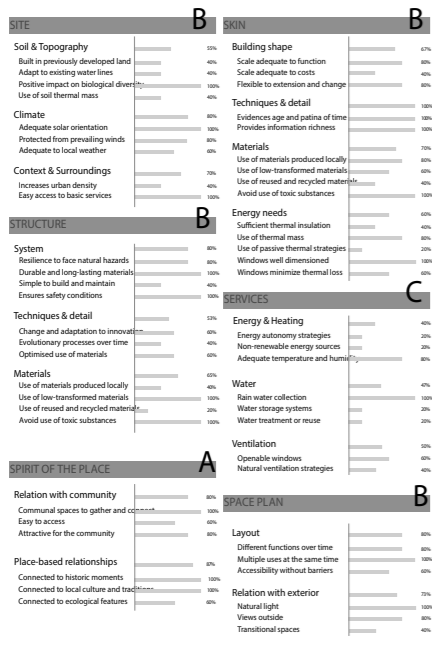 SITE B
Soil & Topography 55%
Built in previously developed land 40%
Adapt to existing water lines 40%
Positive impact on biological diversity 100%
Use of soil thermal mass 40%
Climate 80%
Adequate solar orientation 100%
Protected from prevailing winds 80%
Adequate to local weather 60%
Context & Surroundings 70%
Increases urban density 40%
Easy access to basic services 100%
STRUCTURE B
System 80%
Resilience to face natural hazards 80%
Durable and long-lasting materials 100%
Simple to build and maintain 40%
Ensures safety conditions 100%
Techniques & detail 53%
Change and adaptation to innovation 60%
Evolutionary processes over time 40%
Optimised use of materials 60%
Materials 65%
Use of materials produced locally 40%
Use of low-transformed materials 100%
Use of reused and recycled materials 20%
Avoid use of toxic substances 100%
SPIRIT OF THE PLACE A
Relation with community 80%
Communal spaces to gather and connect 100%
Easy to access 60%
Attractive for the community 80%
Place-based relationships 87%
Connected to historic moments 100%
Connected to local culture and traditions 100%
Connected to ecological features 60%
SKIN B
Building shape 67%
Scale adequate to function 80%
Scale adequate to costs 40%
Flexible to extension and change 80%
Techniques & detail 100%
Evidences age and patina of time 100%
Provides information richness 100%
Materials 70%
Use of materials produced locally 80%
Use of low-transformed materials 60%
Use of reused and recycled materials 40%
Avoid use of toxic substances 100%
Energy needs 60%
Sufficient thermal insulation 40%
Use of thermal mass 80%
Use of passive thermal strategies 20%
Windows well dimensioned 100%
Windows minimize thermal loss 60%
SERVICES C
Energy & Heating 40%
Energy autonomy strategies 20%
Non-renewable energy sources 20%
Adequate temperature and humidity 80%
Water 47%
Rain water collection 100%
Water storage systems 20%
Water treatment or reuse 20%
Ventilation 50%
Openable windows 60%
Natural ventilation strategies 40%
SPACE PLAN B
Layout 80%
Different functions over time 80%
Multiple uses at the same time 100%
Accessibility without barriers 60%
Relation with exterior 73%
Natural light 100%
Views outside 80%
Transitional spaces 40%